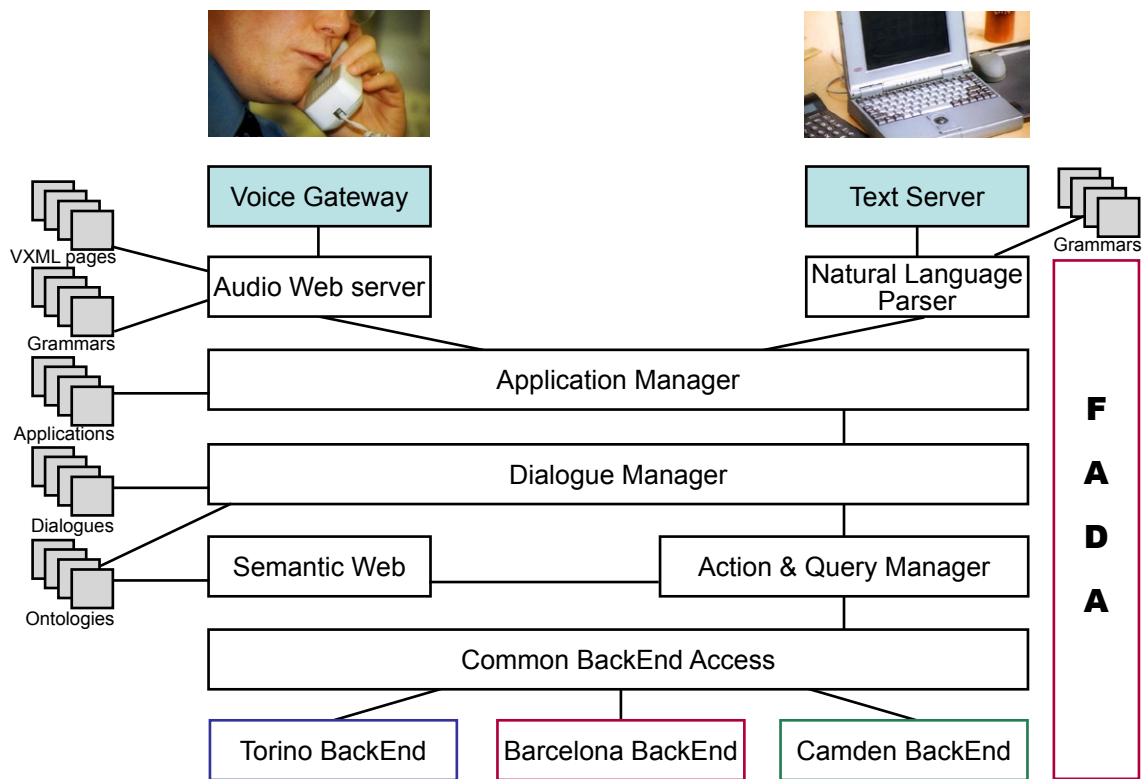 Voice Gateway
Text Server
VXML pages
Grammars
Audio Web server
Natural Language
Parser
Grammars
Application Manager
Applications
Dialogue Manager
Dialogues
Semantic Web
Action & Query Manager
Ontologies
Common BackEnd Access
Torino BackEnd
Barcelona BackEnd
Camden BackEnd
F
A
D
A